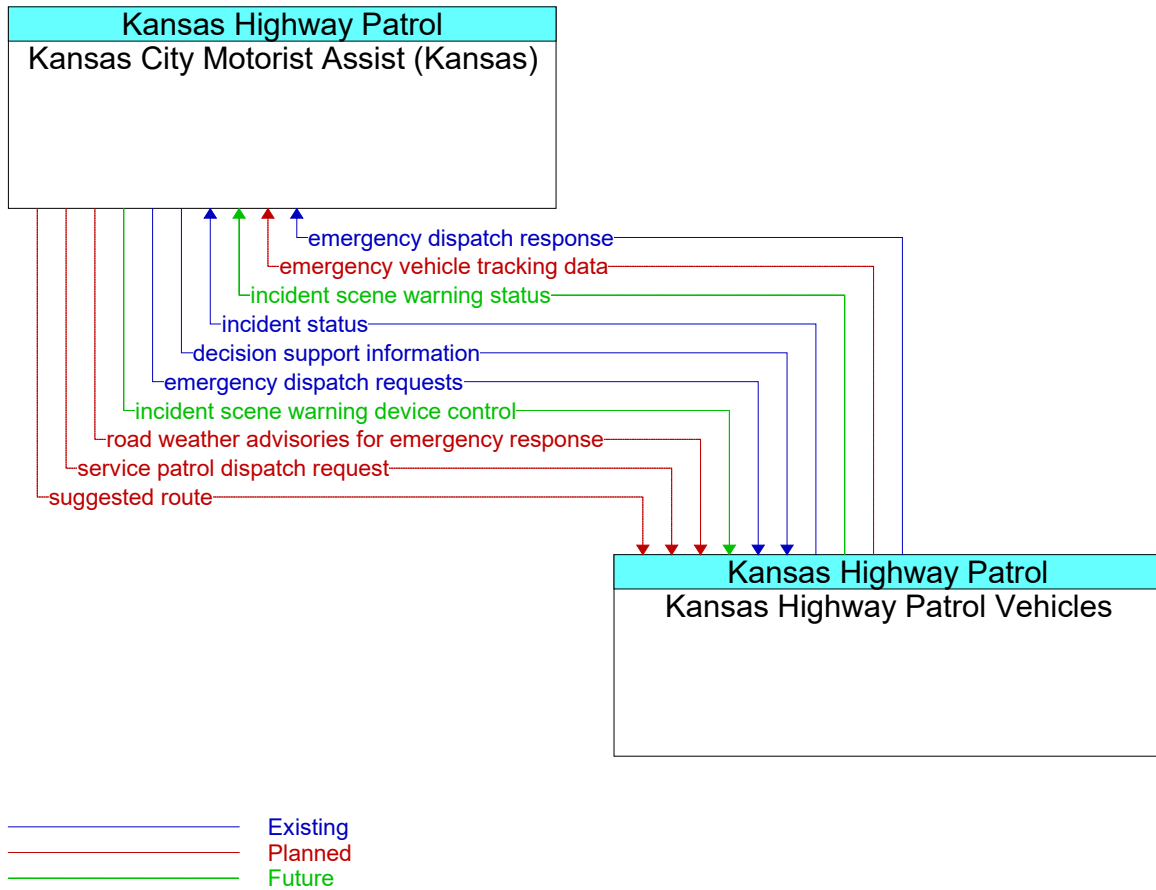 Kansas Highway Patrol
Kansas City Motorist Assist (Kansas)
emergency dispatch response
emergency vehicle tracking data
incident scene warning status
incident status
decision support information
emergency dispatch requests
incident scene warning device control
road weather advisories for emergency response
service patrol dispatch request
suggested route
Kansas Highway Patrol
Kansas Highway Patrol Vehicles
Existing
Planned
Future